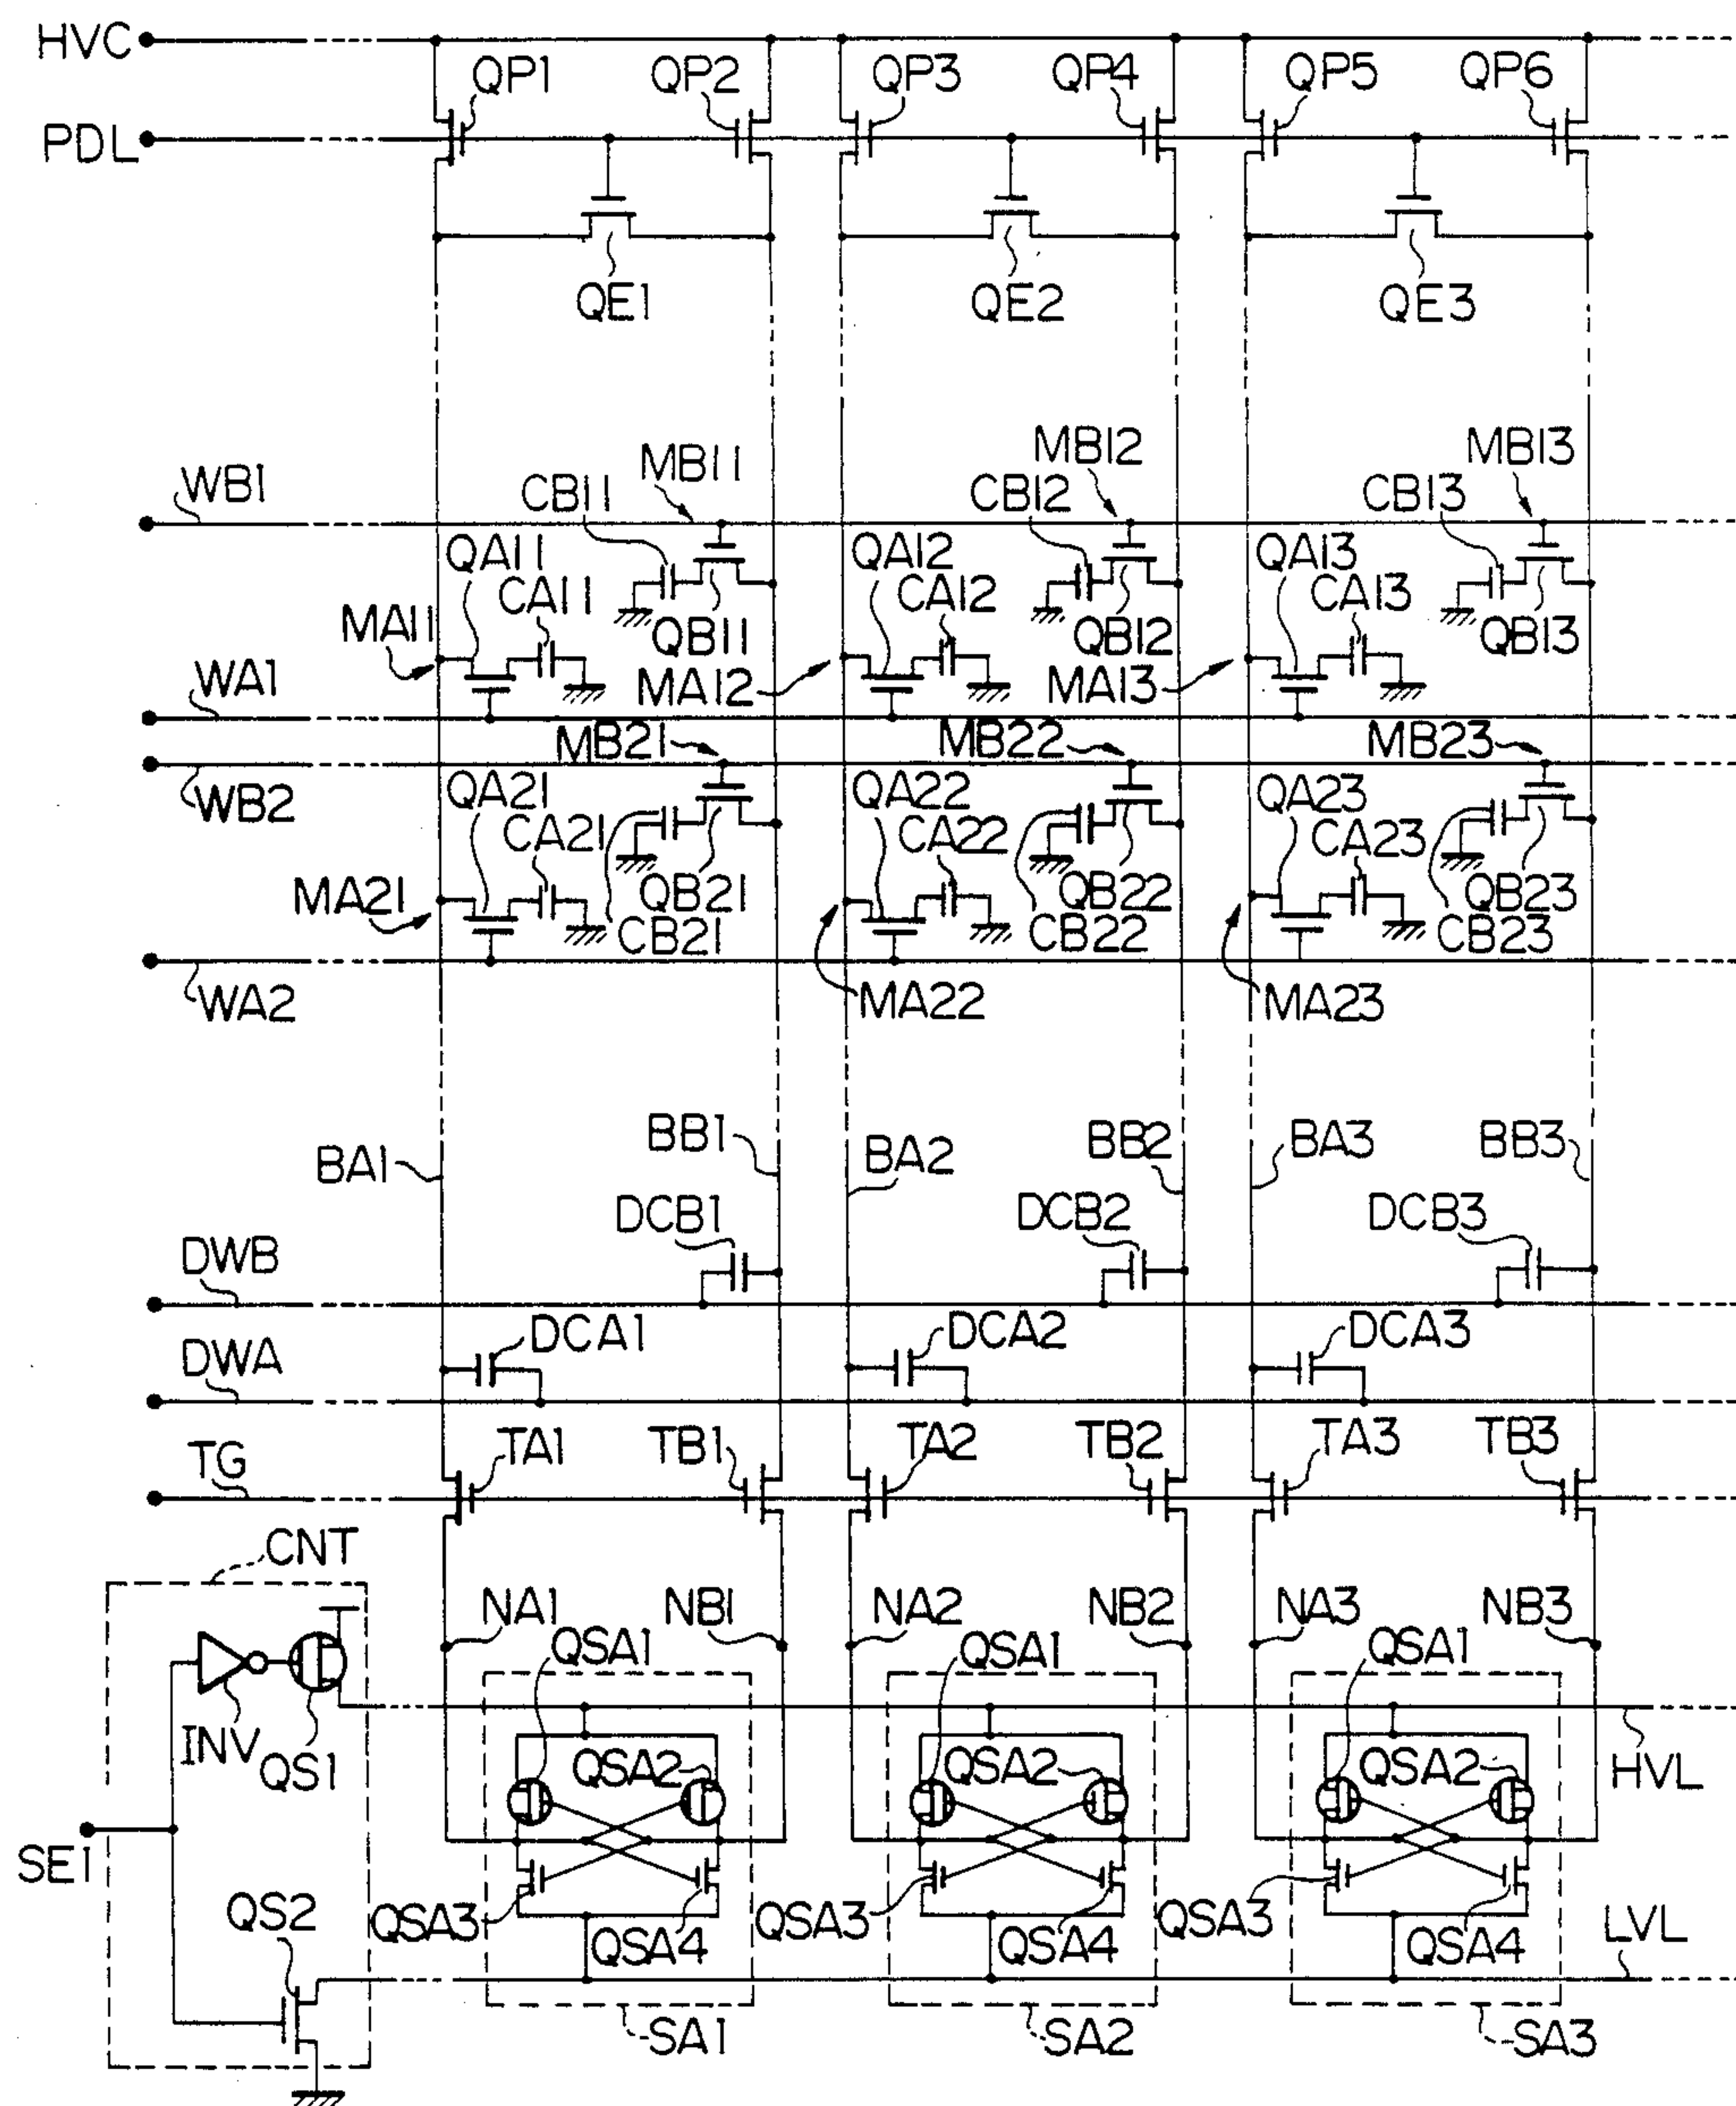 HVC
QP1 QP2 QP3 QP4 QP5 QP6
PDL
QE1 QE2 QE3
MB11 MB12 MB13
WB1 CB11 CB12 CB13
QA11 QA12 QA13
CA11 CA12 CA13
MA11 QB11 QB12 QB13
WA1 MA12 MA13
MB21 MB22 MB23
WB2 QA21 QA22 QA23
CA21 CA22 CA23
MA21 QB21 QB22 QB23
CB21 CB22 CB23
WA2 MA22 MA23
BA1 BB1 BA2 BB2 BA3 BB3
DCB1 DCB2 DCB3
DWB
DWA DCA1 DCA2 DCA3
TG TA1 TB1 TA2 TB2 TA3 TB3
CNT
NA1 NB1 NA2 NB2 NA3 NB3
QSA1 QSA1 QSA1
INV QS1 QSA2 QSA2 QSA2 HVL
SE1
QS2 QSA3 QSA4 QSA3 QSA4 QSA3 QSA4 LVL
SA1 SA2 SA3